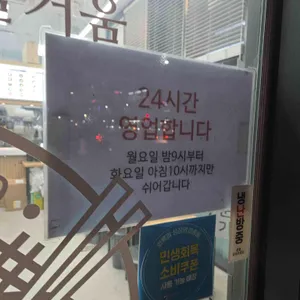 거움
24시간
영업합니다
월요일 밤9시부터
화요일 아침10시까지만
쉬어갑니다
민생회복
소비쿠폰